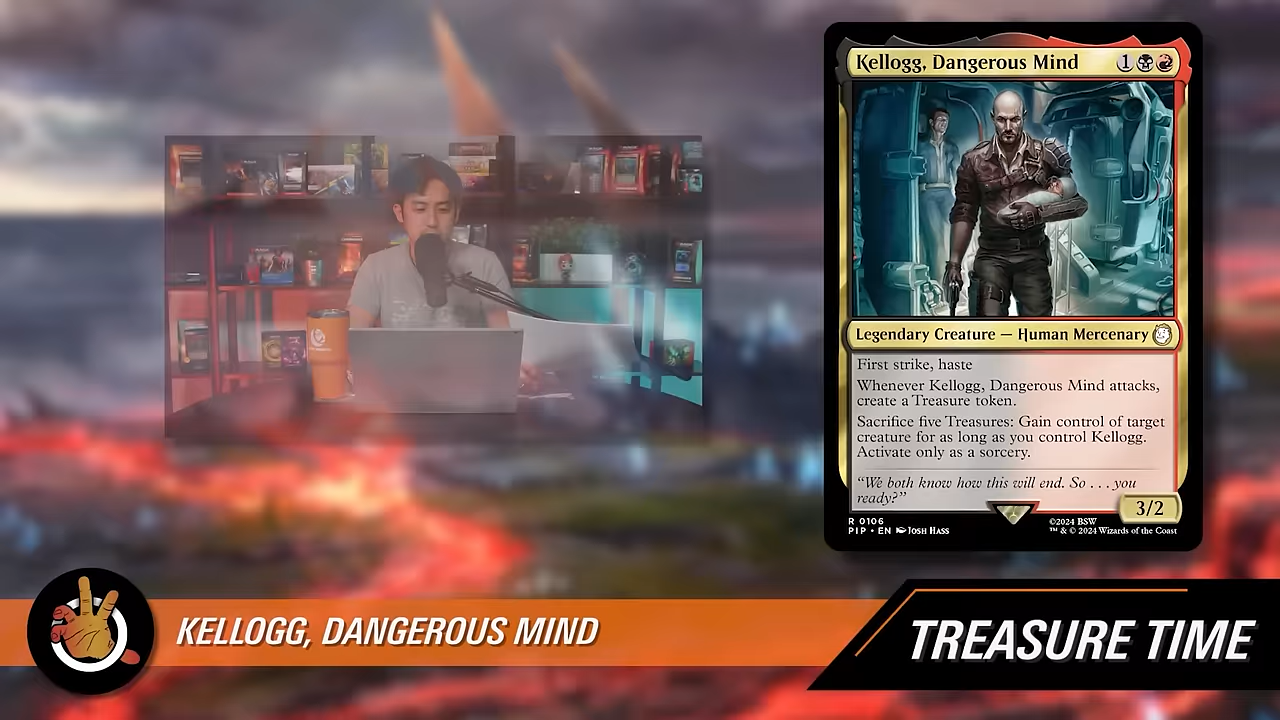 Kellogg, Dangerous Mind 1
Legendary Creature — Human Mercenary
First strike, haste
Whenever Kellogg, Dangerous Mind attacks,
create a Treasure token.
Sacrifice five Treasures: Gain control of target
creature for as long as you control Kellogg.
Activate only as a sorcery.
“We both know how this will end. So . . . you
ready?”
3/2
R 0106
PIP • EN JOSH HASS
©2024 BSW
™ & © 2024 Wizards of the Coast
KELLOGG, DANGEROUS MIND
TREASURE TIME